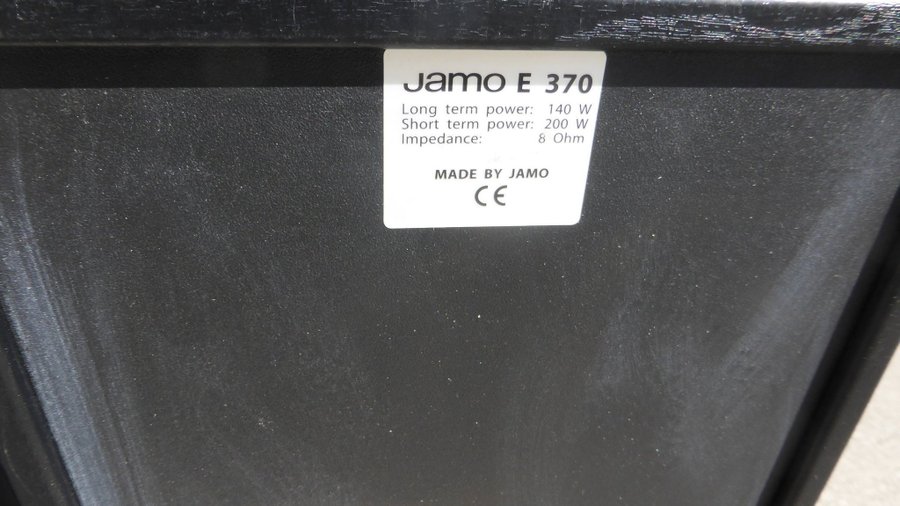 Jamo E 370
Long term power: 140 W
Short term power: 200 W
Impedance: 8 Ohm
MADE BY JAMO
CE